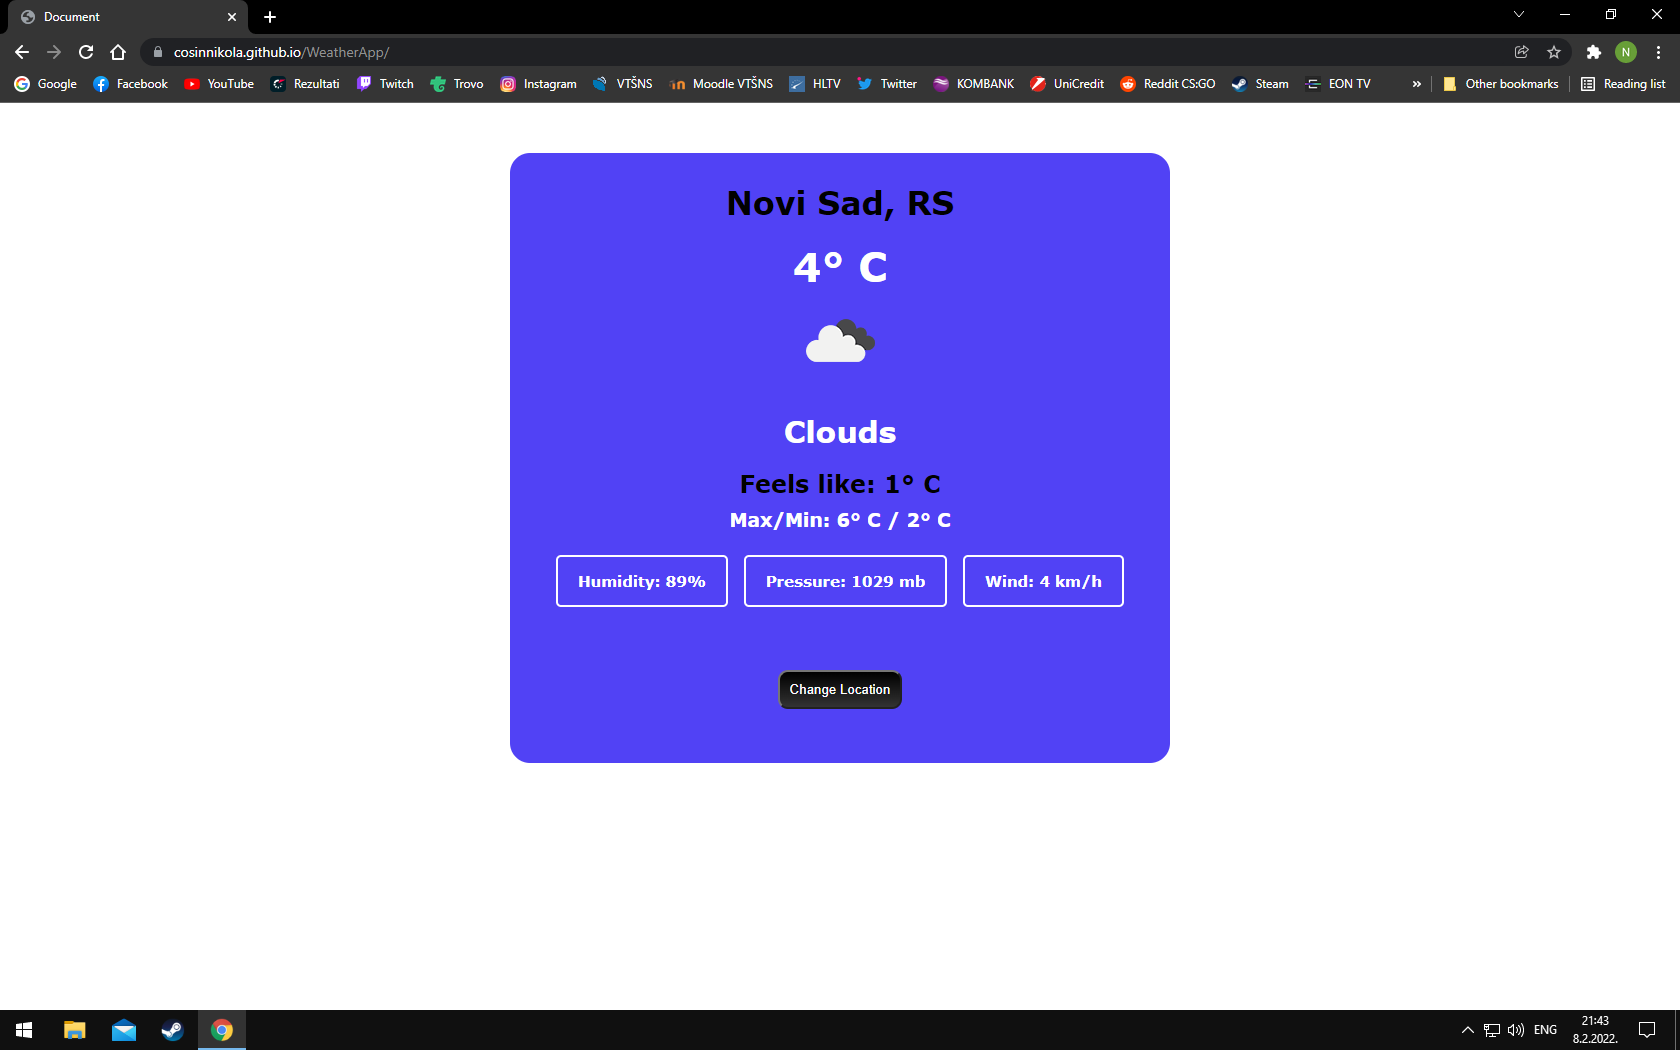 Document
cosinnikola.github.io/WeatherApp/
N
Google Facebook YouTube Rezultati Twitch Trovo Instagram VTŠNS Moodle VTŠNS HLTV Twitter KOMBANK UniCredit Reddit CS:GO Steam EON TV » Other bookmarks Reading list
Novi Sad, RS
4° C
Clouds
Feels like: 1° C
Max/Min: 6° C / 2° C
Humidity: 89% Pressure: 1029 mb Wind: 4 km/h
Change Location
ENG
21:43
8.2.2022.